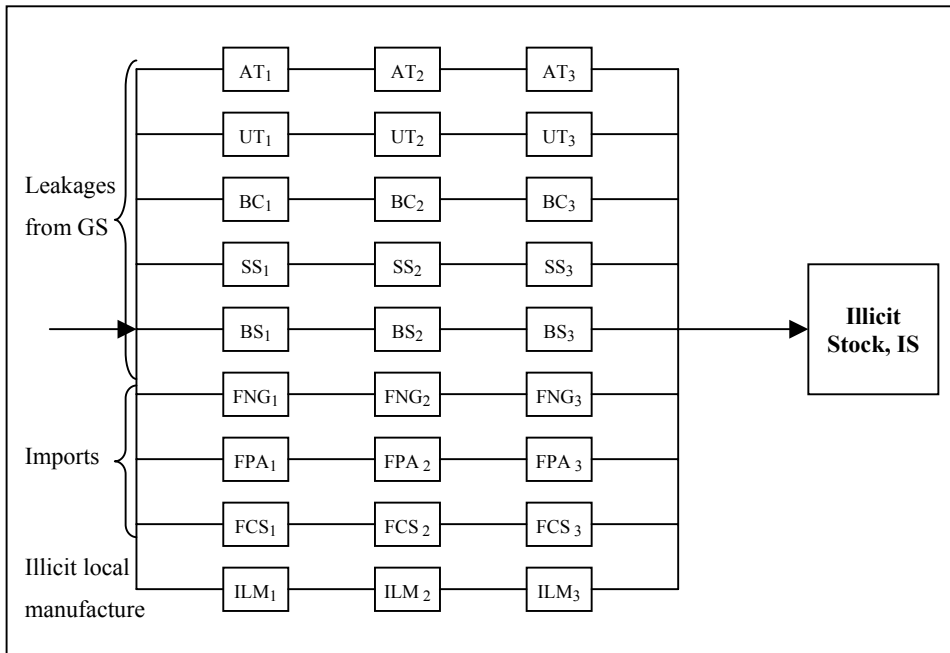 AT₁ AT₂ AT₃
UT₁ UT₂ UT₃
Leakages
from GS
BC₁ BC₂ BC₃
SS₁ SS₂ SS₃
BS₁ BS₂ BS₃
Illicit
Stock, IS
FNG₁ FNG₂ FNG₃
Imports
FPA₁ FPA ₂ FPA ₃
FCS₁ FCS ₂ FCS ₃
Illicit local
manufacture
ILM₁ ILM ₂ ILM₃